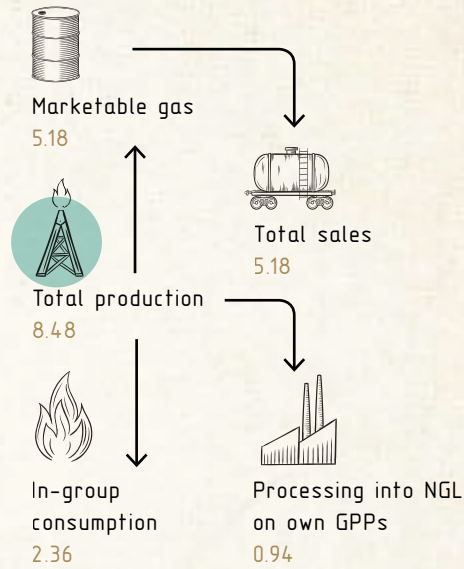 Marketable gas
5.18
Total sales
5.18
Total production
8.48
In-group
consumption
2.36
Processing into NGL
on own GPPs
0.94